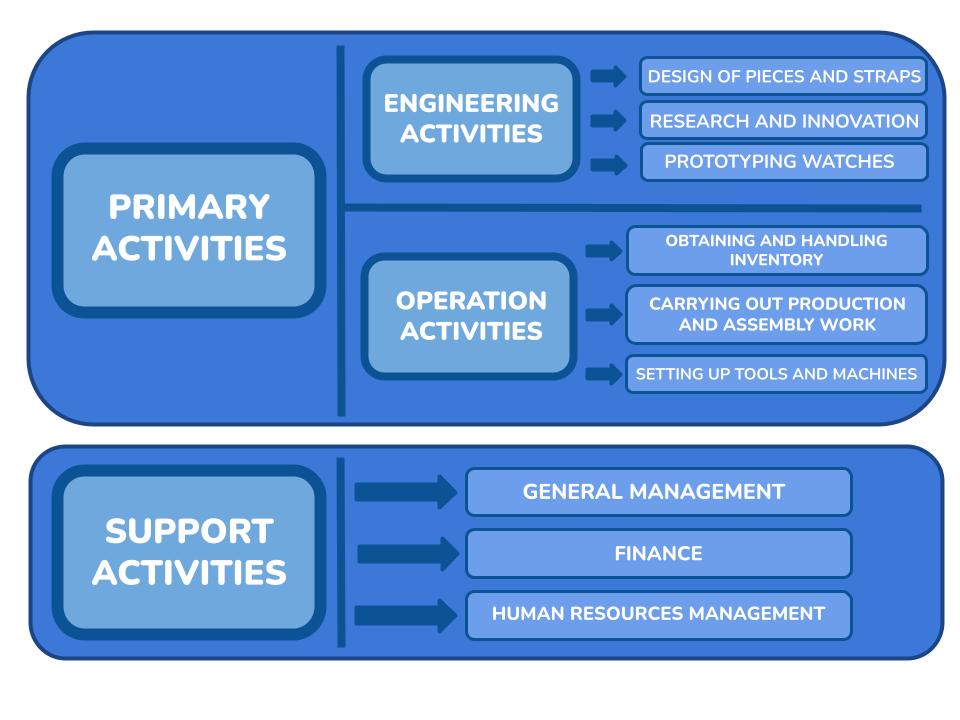 PRIMARY
ACTIVITIES
ENGINEERING
ACTIVITIES
DESIGN OF PIECES AND STRAPS
RESEARCH AND INNOVATION
PROTOTYPING WATCHES
OPERATION
ACTIVITIES
OBTAINING AND HANDLING
INVENTORY
CARRYING OUT PRODUCTION
AND ASSEMBLY WORK
SETTING UP TOOLS AND MACHINES
SUPPORT
ACTIVITIES
GENERAL MANAGEMENT
FINANCE
HUMAN RESOURCES MANAGEMENT